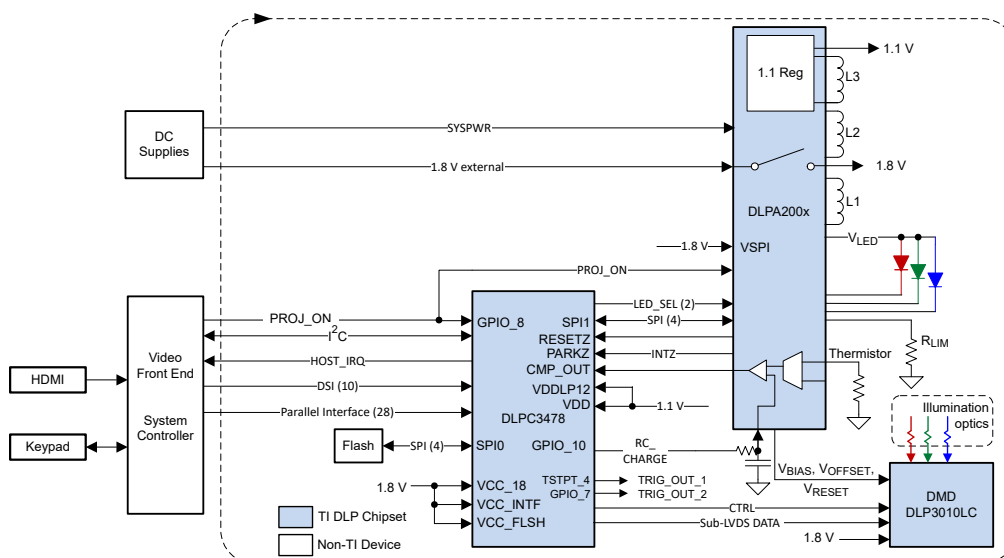 1.1 V
1.1 Reg
L3
DC
Supplies
SYSPWR
L2
1.8 V external
1.8 V
L1
DLPA200x
1.8 V
VSPI
VLED
PROJ_ON
PROJ_ON
GPIO_8
LED_SEL (2)
I2C
SPI1
SPI (4)
RESETZ
RLIM
Video
Front End
HOST_IRQ
PARKZ
INTZ
Thermistor
HDMI
CMP_OUT
DSI (10)
VDDLP12
System
Controller
Parallel Interface (28)
DLPC3478
VDD
1.1 V
Illumination
optics
Keypad
Flash
SPI (4)
SPI0
GPIO_10
RC_
CHARGE
VBIAS, VOFFSET,
VRESET
1.8 V
VCC_18
TSTPT_4
TRIG_OUT_1
GPIO_7
TRIG_OUT_2
VCC_INTF
CTRL
DMD
DLP3010LC
VCC_FLSH
Sub-LVDS DATA
1.8 V
TI DLP Chipset
Non-TI Device